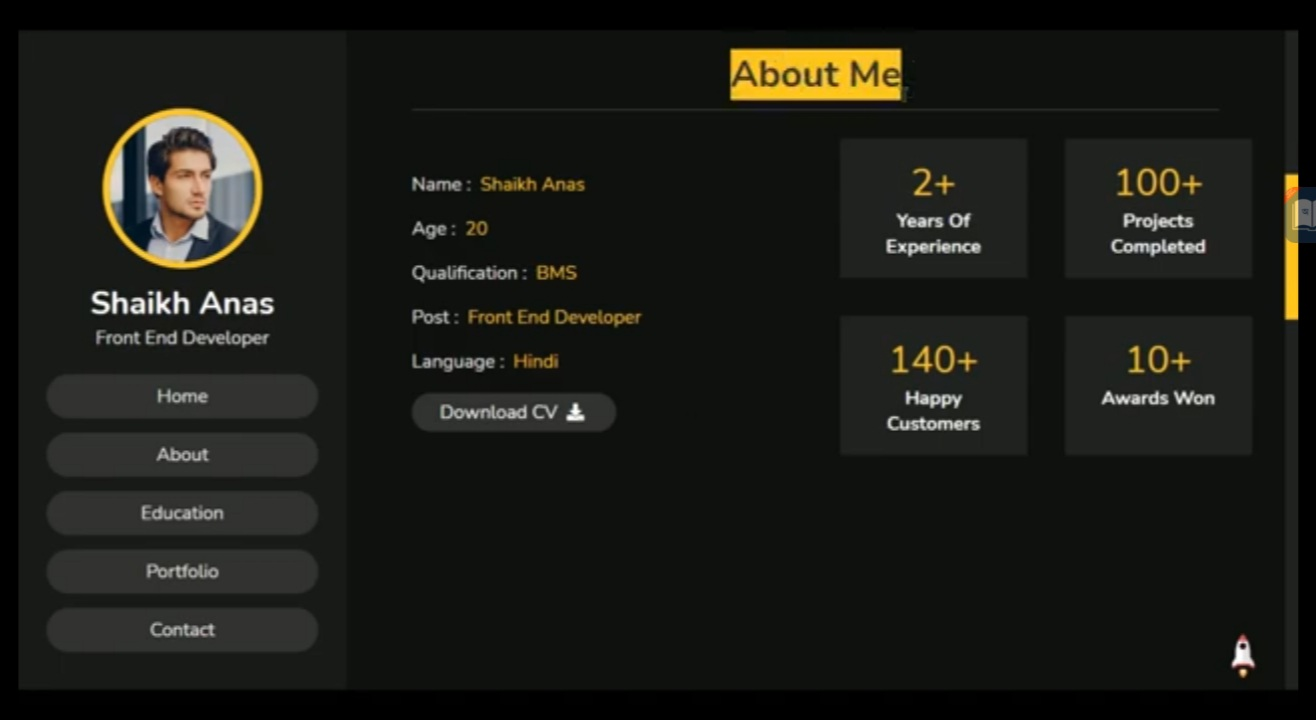 Shaikh Anas
Front End Developer
Home
About
Education
Portfolio
Contact
About Me
Name : Shaikh Anas
Age : 20
Qualification : BMS
Post : Front End Developer
Language : Hindi
Download CV
2+
Years Of
Experience
100+
Projects
Completed
140+
Happy
Customers
10+
Awards Won